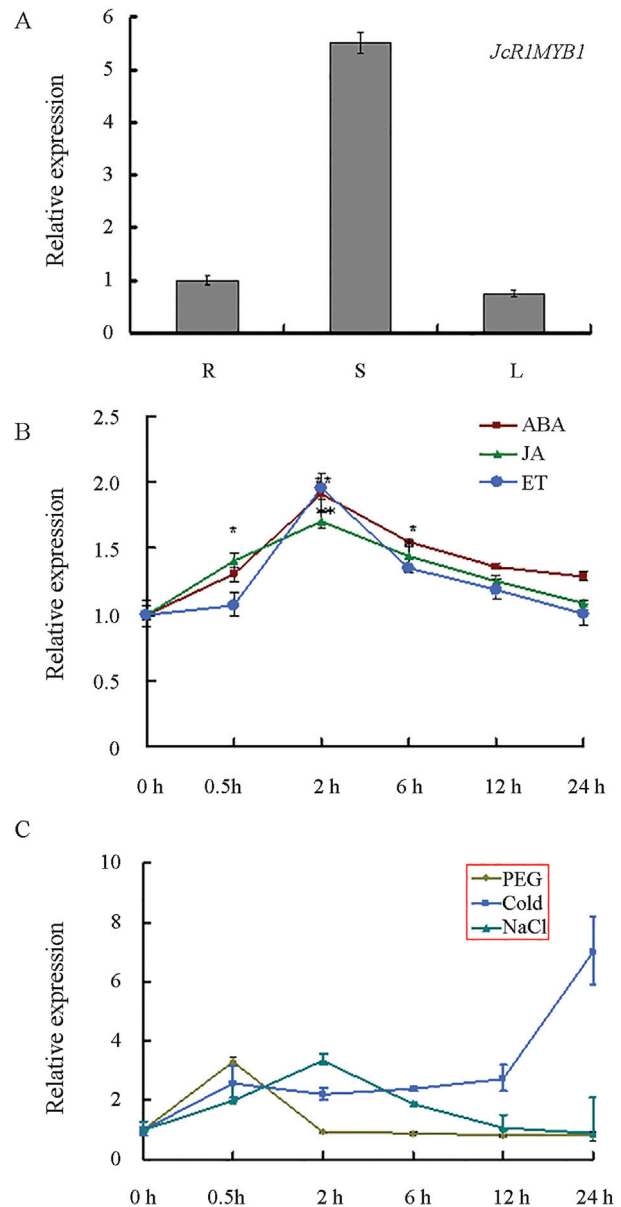 A
6
5
4
3
2
1
0
Relative expression
JcR1MYB1
R S L
B
2.5
2.0
1.5
1.0
0.5
0
Relative expression
ABA
JA
ET
* ** ** *
0 h 0.5h 2 h 6 h 12 h 24 h
C
10
8
6
4
2
0
Relative expression
PEG
Cold
NaCl
0 h 0.5h 2 h 6 h 12 h 24 h